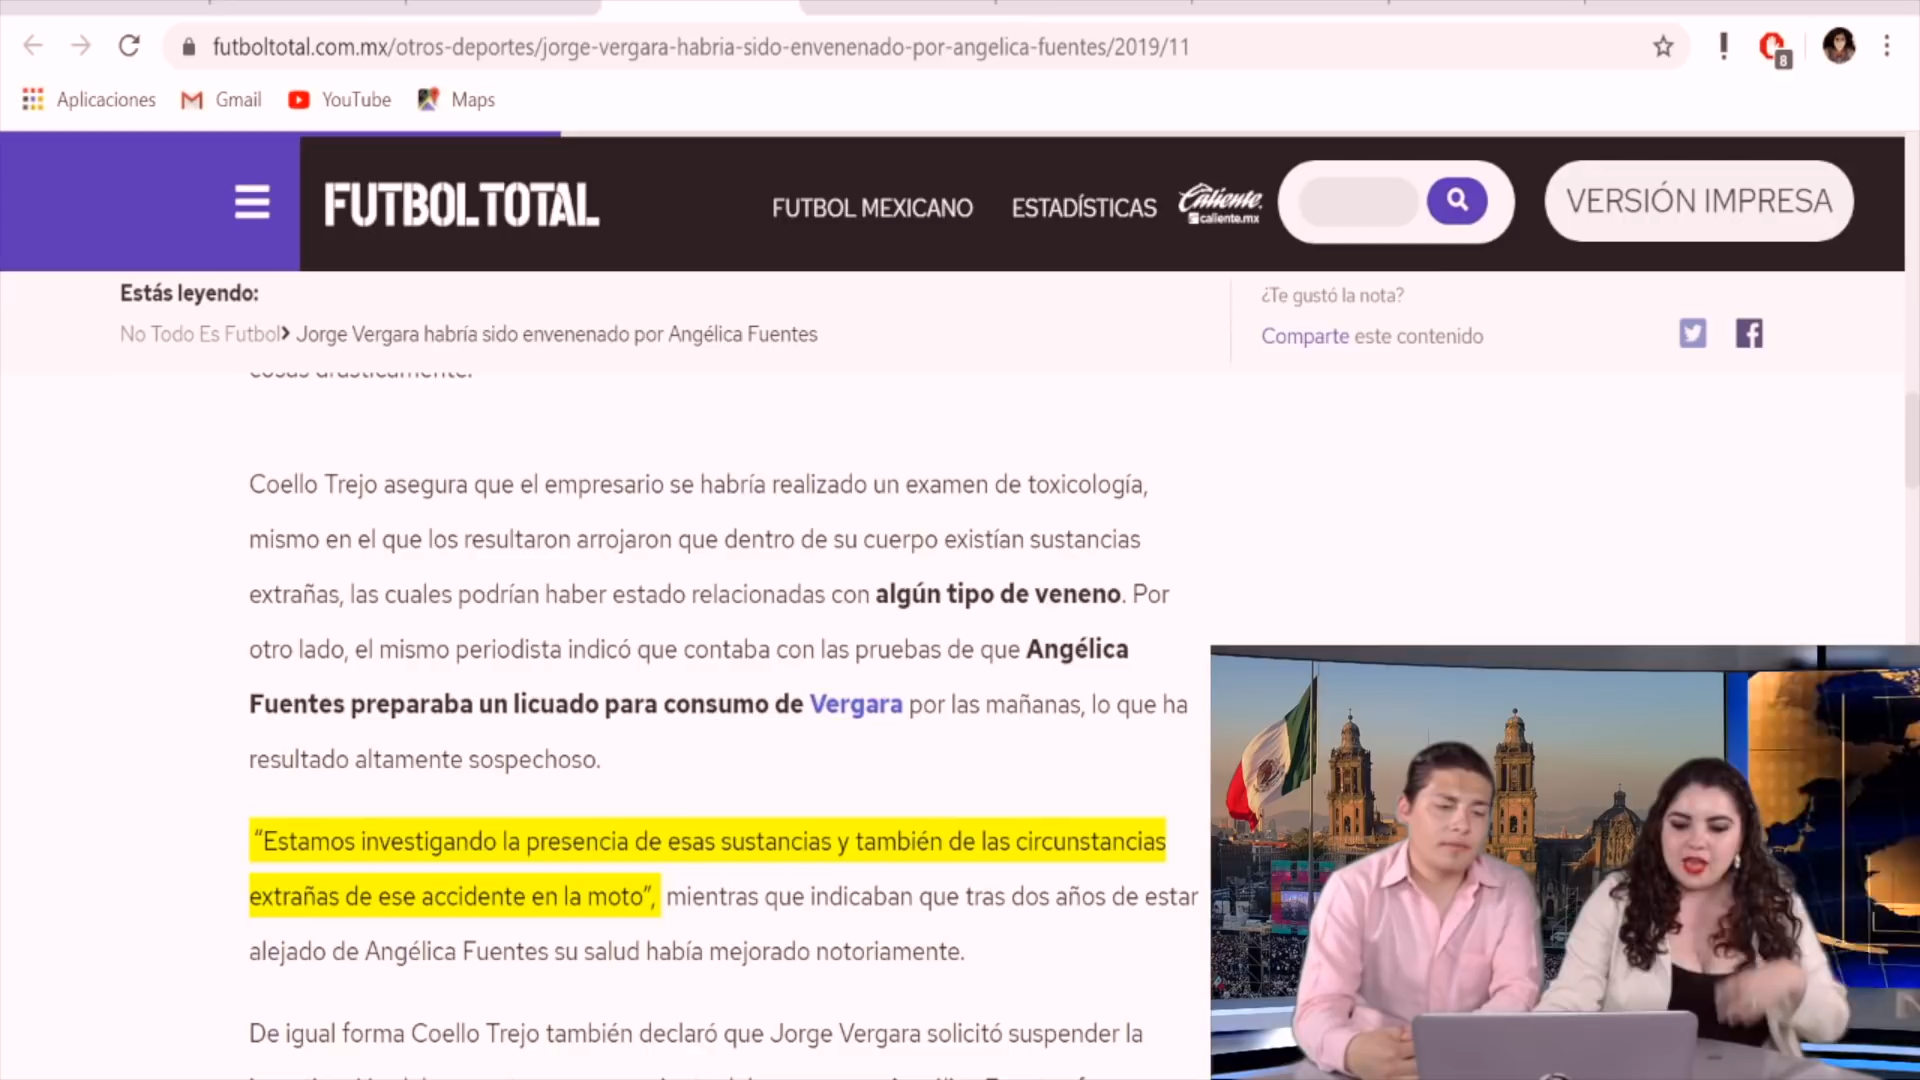 futboltotal.com.mx/otros-deportes/jorge-vergara-habria-sido-envenenado-por-angelica-fuentes/2019/11
8
Aplicaciones Gmail YouTube Maps
FUTBOL TOTAL
FUTBOL MEXICANO ESTADÍSTICAS Caliente. caliente.mx
VERSIÓN IMPRESA
Estás leyendo:
No Todo Es Futbol> Jorge Vergara habría sido envenenado por Angélica Fuentes
¿Te gustó la nota?
Comparte este contenido
cosas drásticamente.
Coello Trejo asegura que el empresario se habría realizado un examen de toxicología,
mismo en el que los resultaron arrojaron que dentro de su cuerpo existían sustancias
extrañas, las cuales podrían haber estado relacionadas con algún tipo de veneno. Por
otro lado, el mismo periodista indicó que contaba con las pruebas de que Angélica
Fuentes preparaba un licuado para consumo de Vergara por las mañanas, lo que ha
resultado altamente sospechoso.
“Estamos investigando la presencia de esas sustancias y también de las circunstancias
extrañas de ese accidente en la moto”, mientras que indicaban que tras dos años de estar
alejado de Angélica Fuentes su salud había mejorado notoriamente.
De igual forma Coello Trejo también declaró que Jorge Vergara solicitó suspender la